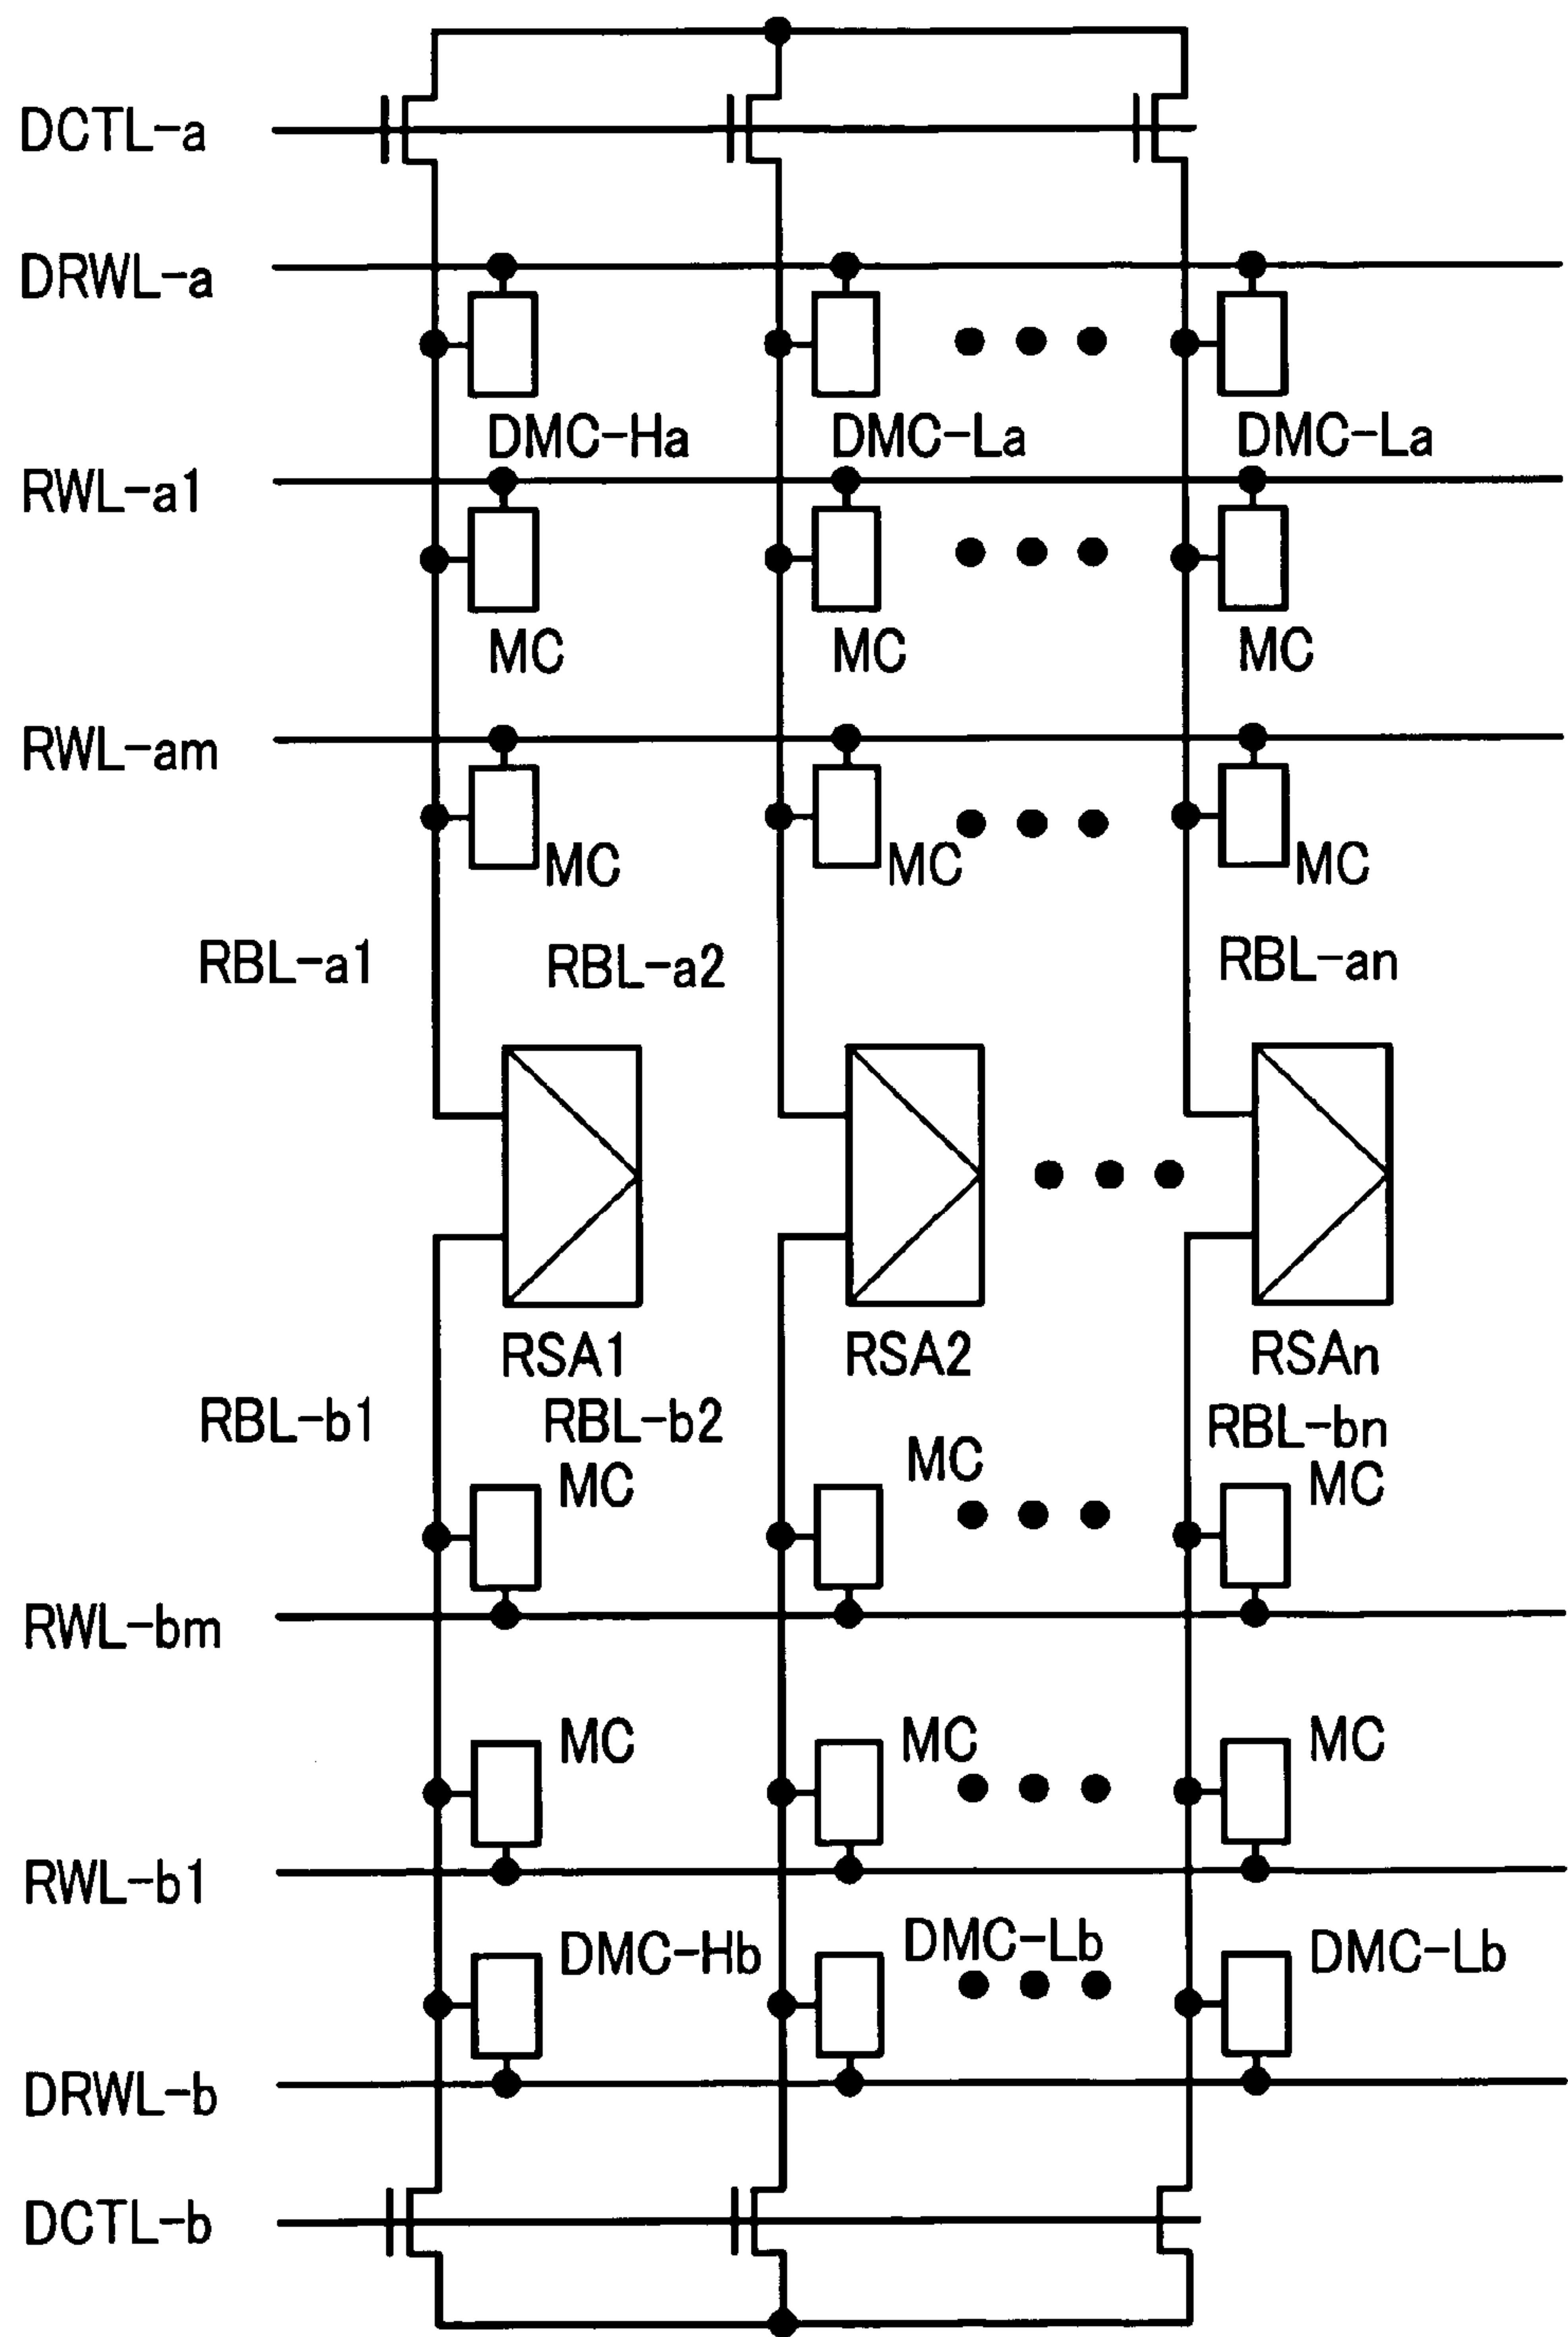 DCTL-a
DRWL-a
DMC-Ha DMC-La DMC-La
RWL-a1
MC MC MC
RWL-am
MC MC MC
RBL-a1 RBL-a2 RBL-an
RSA1 RSA2 RSAn
RBL-b1 RBL-b2 RBL-bn
MC MC MC
RWL-bm
MC MC MC
RWL-b1
DMC-Hb DMC-Lb DMC-Lb
DRWL-b
DCTL-b